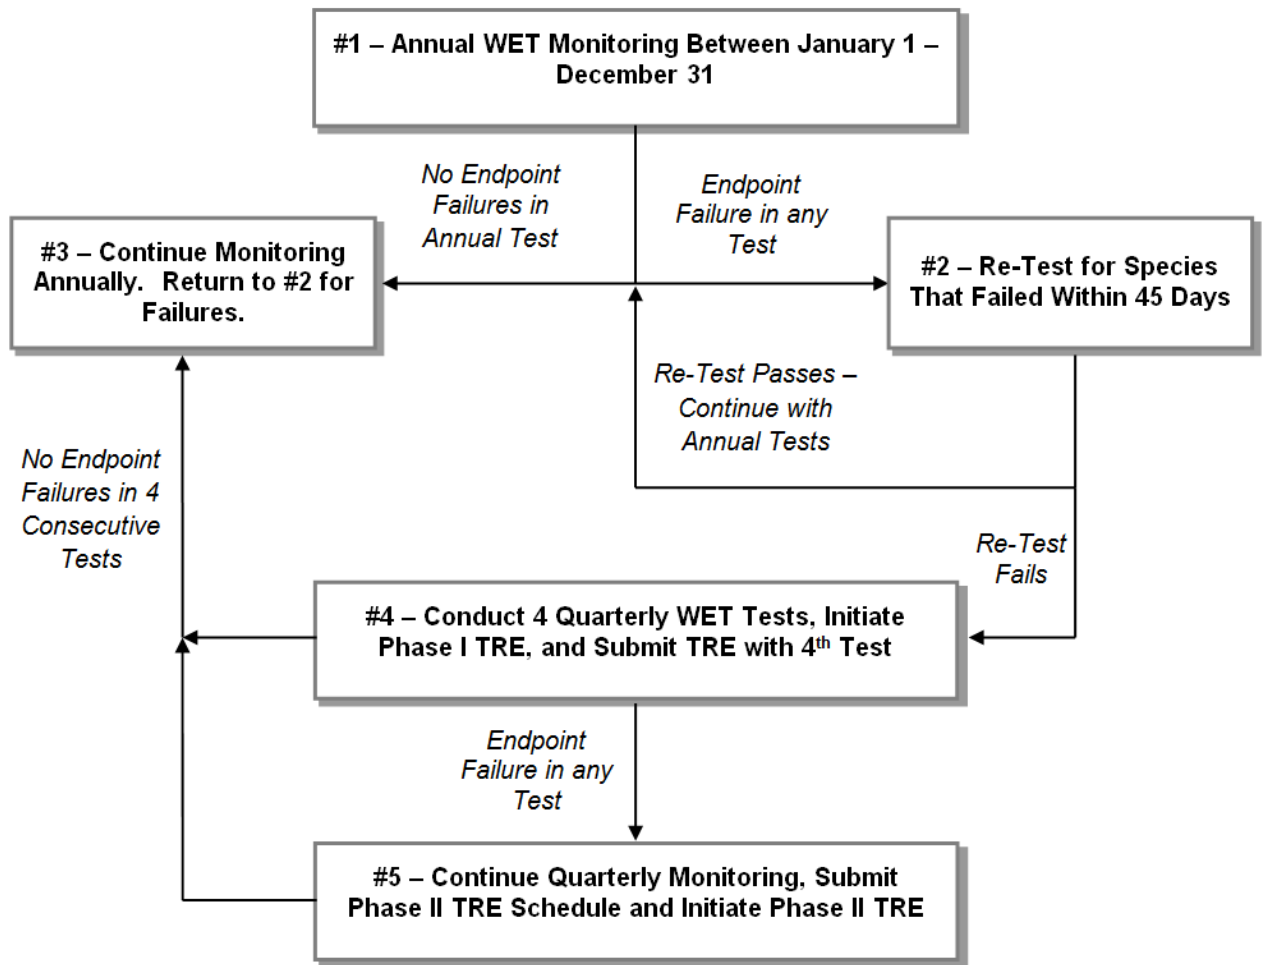 #1 – Annual WET Monitoring Between January 1 –
December 31
No Endpoint
Failures in
Annual Test
Endpoint
Failure in any
Test
#3 – Continue Monitoring
Annually.  Return to #2 for
Failures.
#2 – Re-Test for Species
That Failed Within 45 Days
Re-Test Passes –
Continue with
Annual Tests
No Endpoint
Failures in 4
Consecutive
Tests
Re-Test
Fails
#4 – Conduct 4 Quarterly WET Tests, Initiate
Phase I TRE, and Submit TRE with 4th Test
Endpoint
Failure in any
Test
#5 – Continue Quarterly Monitoring, Submit
Phase II TRE Schedule and Initiate Phase II TRE